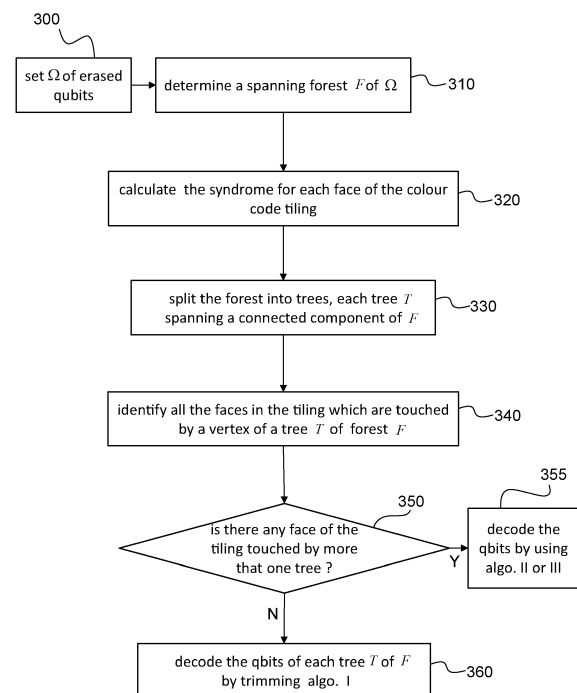 300
set Ω of erased
qubits
determine a spanning forest F of Ω
310
calculate the syndrome for each face of the colour
code tiling
320
split the forest into trees, each tree T
spanning a connected component of F
330
identify all the faces in the tiling which are touched
by a vertex of a tree T of forest F
340
350
is there any face of the
tiling touched by more
that one tree ?
Y
355
decode the
qbits by using
algo. II or III
N
decode the qbits of each tree T of F
by trimming algo. I
360